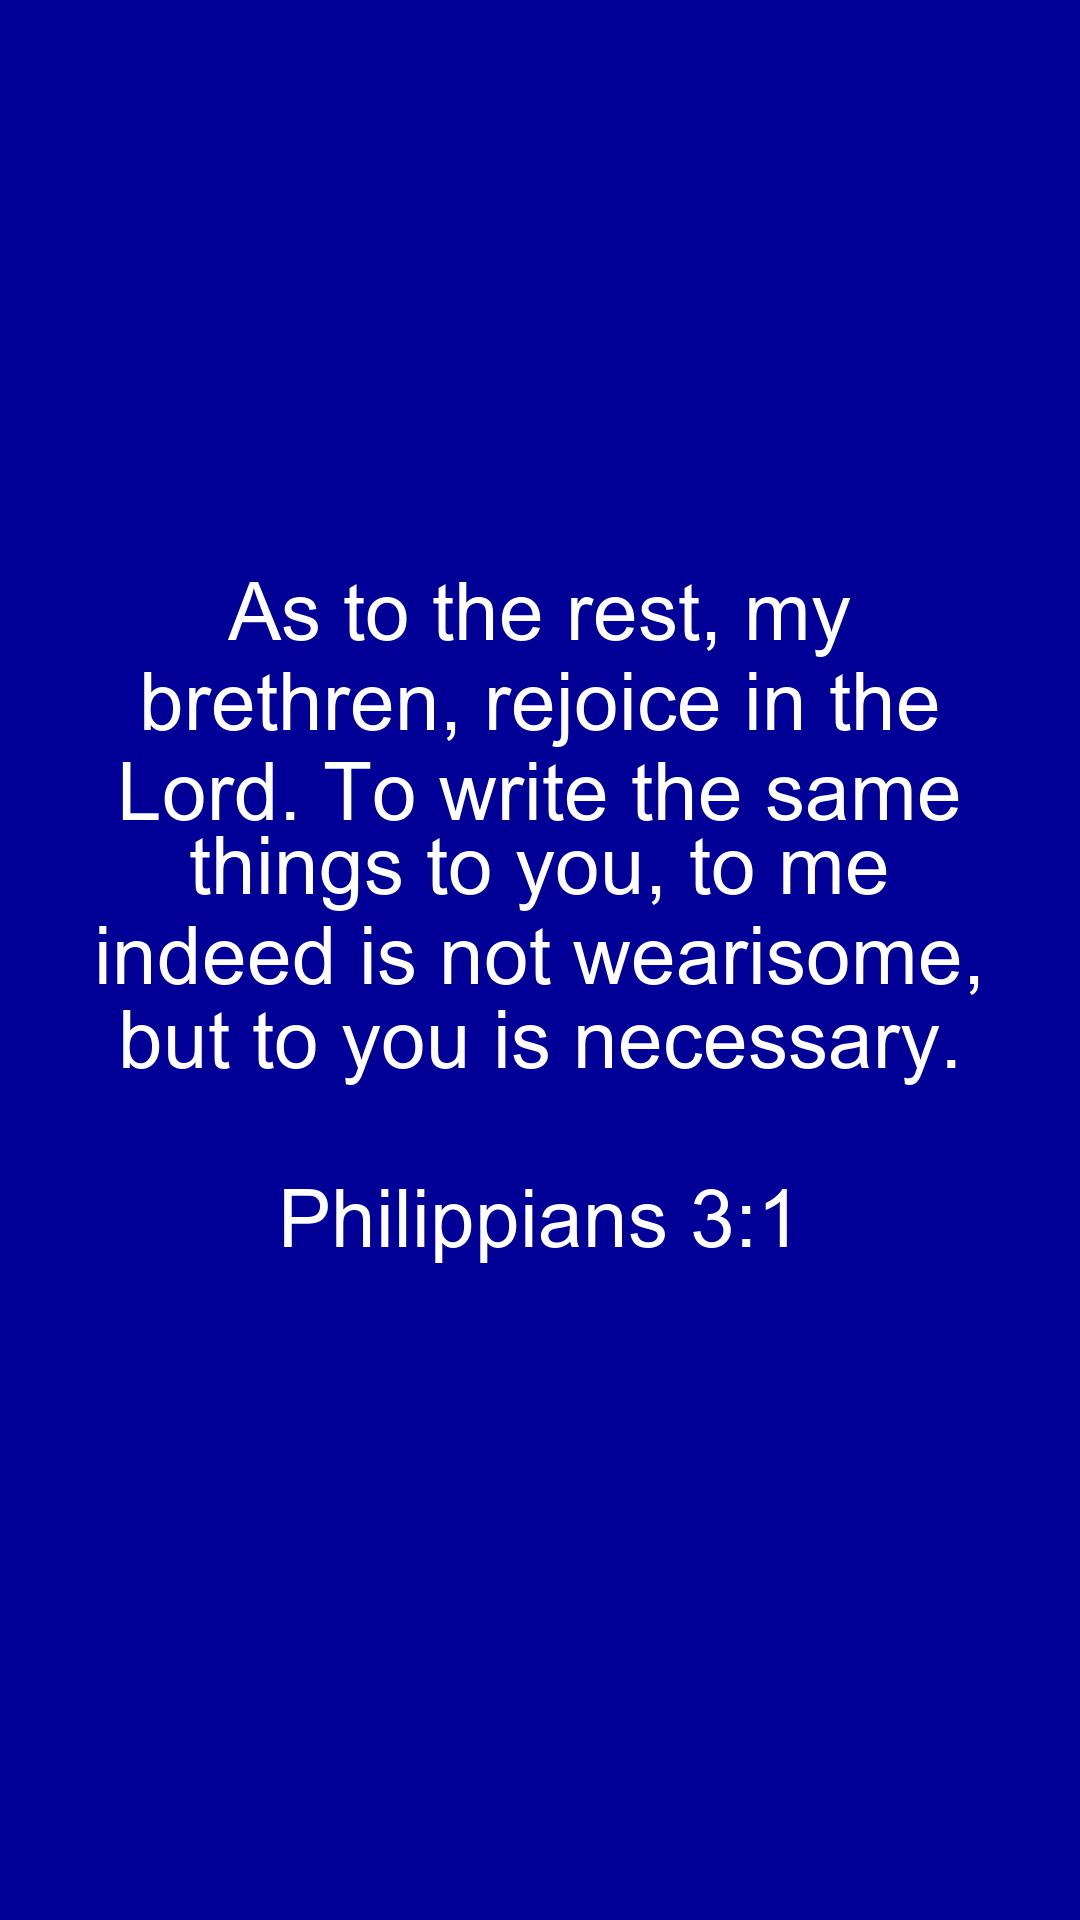 As to the rest, my
brethren, rejoice in the
Lord. To write the same
things to you, to me
indeed is not wearisome,
but to you is necessary.
Philippians 3:1